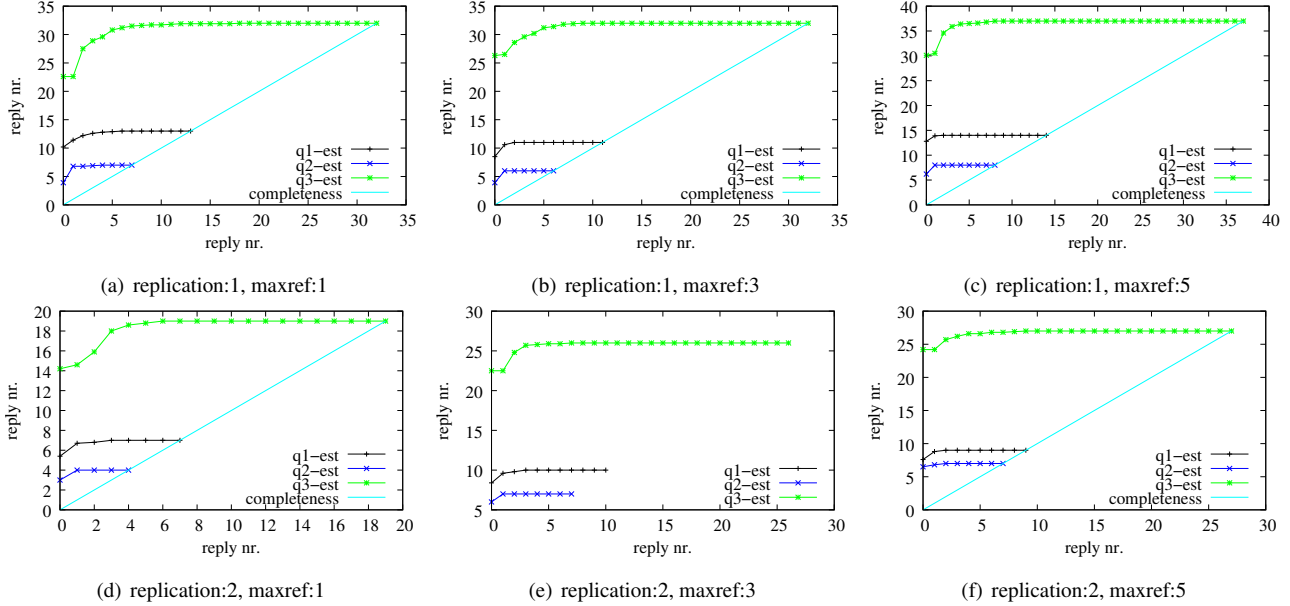 35
30
25
20
15
10
5
0
reply nr.
q1-est
q2-est
q3-est
completeness
0 5 10 15 20 25 30 35
reply nr.
(a) replication:1, maxref:1
35
30
25
20
15
10
5
0
reply nr.
q1-est
q2-est
q3-est
completeness
0 5 10 15 20 25 30 35
reply nr.
(b) replication:1, maxref:3
40
35
30
25
20
15
10
5
0
reply nr.
q1-est
q2-est
q3-est
completeness
0 5 10 15 20 25 30 35 40
reply nr.
(c) replication:1, maxref:5
20
18
16
14
12
10
8
6
4
2
0
reply nr.
q1-est
q2-est
q3-est
completeness
0 2 4 6 8 10 12 14 16 18 20
reply nr.
(d) replication:2, maxref:1
30
25
20
15
10
5
reply nr.
q1-est
q2-est
q3-est
0 5 10 15 20 25 30
reply nr.
(e) replication:2, maxref:3
30
25
20
15
10
5
0
reply nr.
q1-est
q2-est
q3-est
completeness
0 5 10 15 20 25 30
reply nr.
(f) replication:2, maxref:5